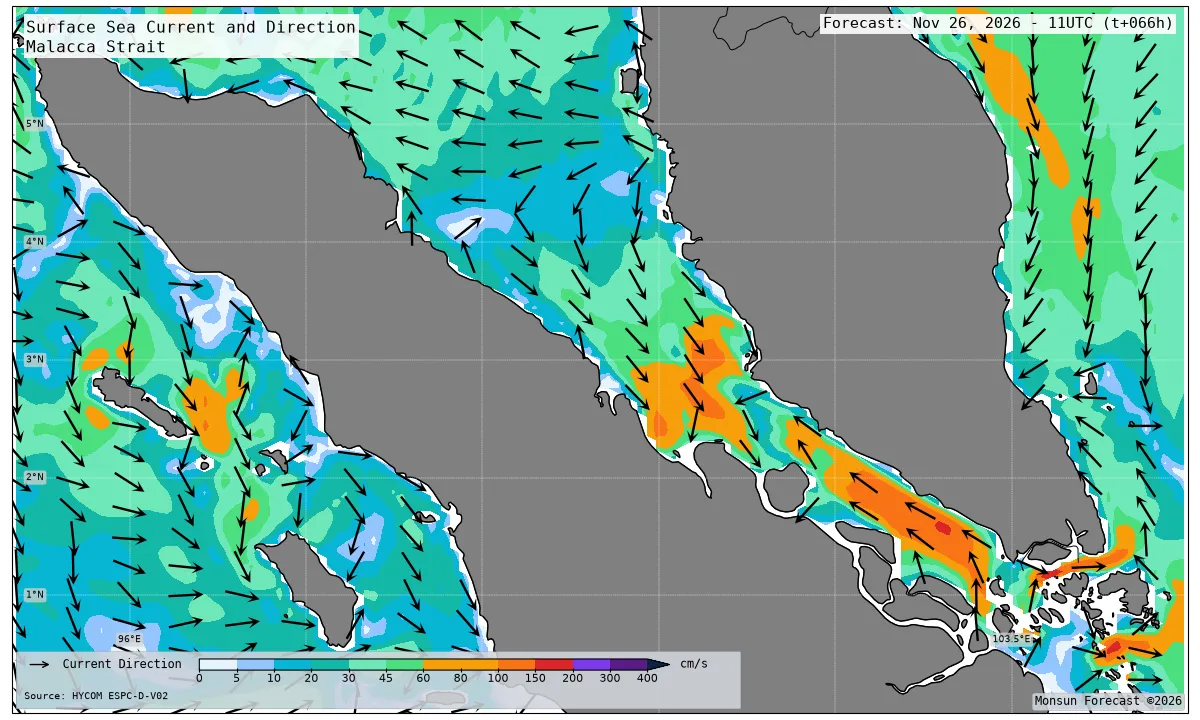 Surface Sea Current and Direction
Malacca Strait
Forecast: Nov 26, 2026 - 11UTC (t+066h)
5°N
4°N
3°N
2°N
1°N
96°E
103.5°E
Current Direction
0 5 10 20 30 45 60 80 100 150 200 300 400
cm/s
Source: HYCOM ESPC-D-V02
Monsun Forecast ©2026